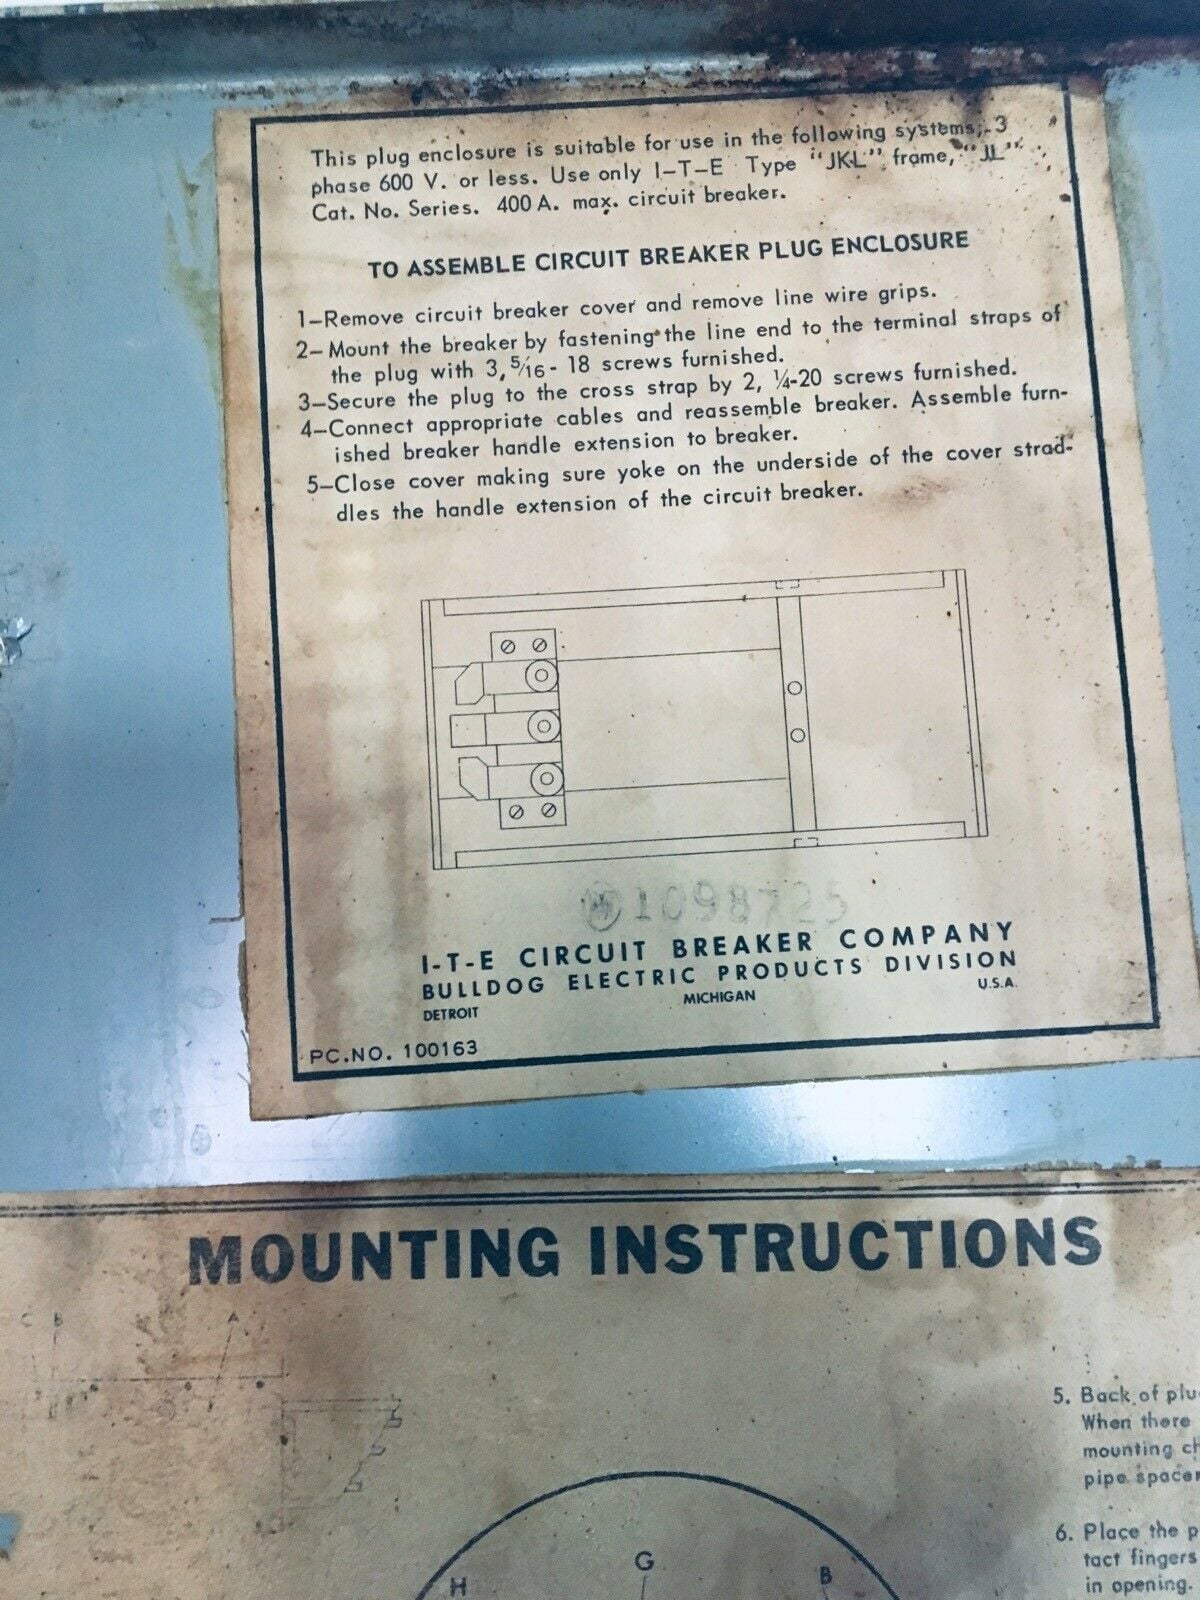 This plug enclosure is suitable for use in the following systems; 3
phase 600 V. or less. Use only I-T-E Type "JKL" frame, "JL"
Cat. No. Series. 400 A. max. circuit breaker.
TO ASSEMBLE CIRCUIT BREAKER PLUG ENCLOSURE
1-Remove circuit breaker cover and remove line wire grips.
2-Mount the breaker by fastening the line end to the terminal straps of
the plug with 3, 5/16 - 18 screws furnished.
3-Secure the plug to the cross strap by 2, 1/4-20 screws furnished.
4-Connect appropriate cables and reassemble breaker. Assemble furn-
ished breaker handle extension to breaker.
5-Close cover making sure yoke on the underside of the cover strad-
dles the handle extension of the circuit breaker.
1098725
I-T-E CIRCUIT BREAKER COMPANY
BULLDOG ELECTRIC PRODUCTS DIVISION
DETROIT MICHIGAN U.S.A.
PC.NO. 100163
MOUNTING INSTRUCTIONS
C B A
5. Back of plu
When there
mounting ch
pipe spacer
6. Place the p
tact fingers
in opening.
H G B